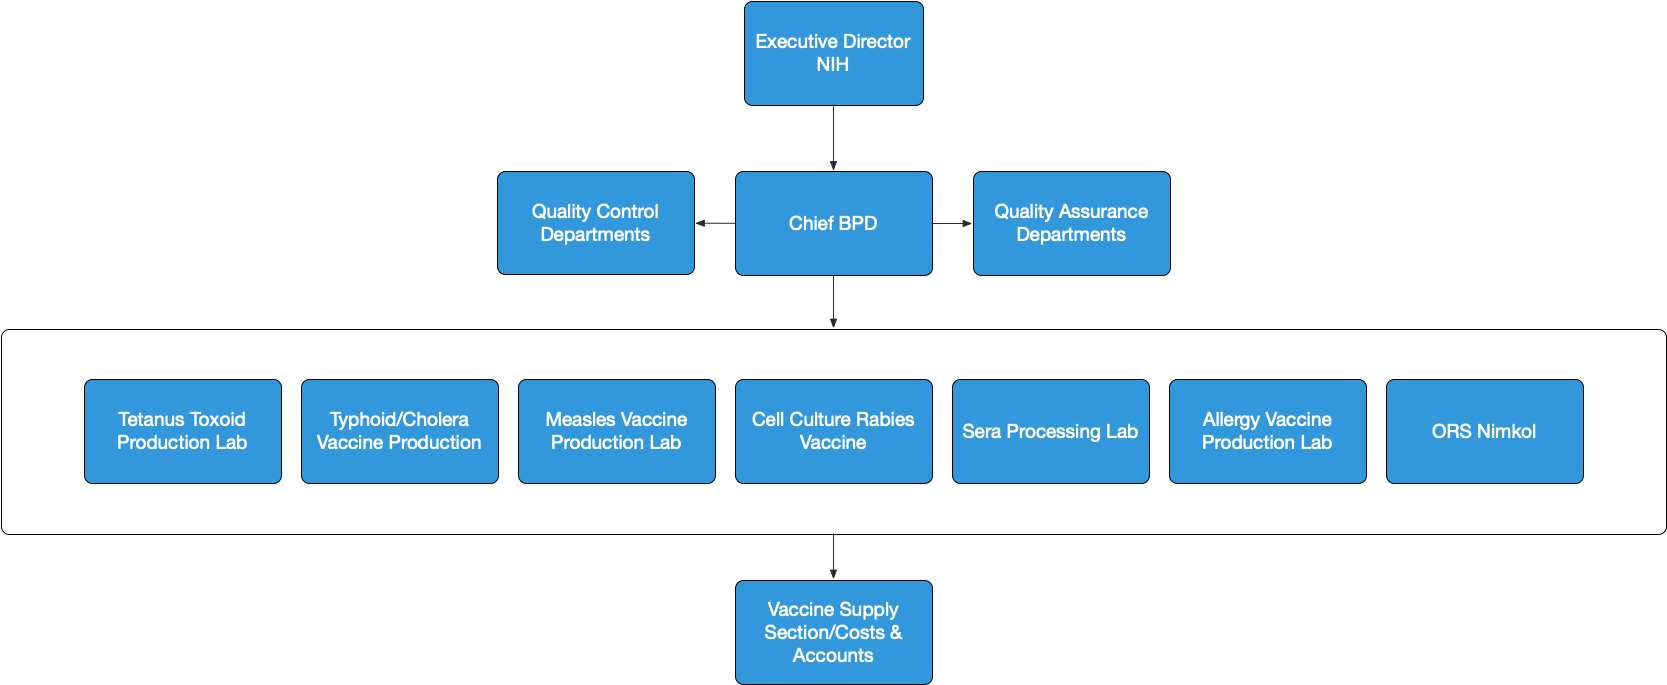 Executive Director
NIH
Quality Control
Departments
Chief BPD
Quality Assurance
Departments
Tetanus Toxoid
Production Lab
Typhoid/Cholera
Vaccine Production
Measles Vaccine
Production Lab
Cell Culture Rabies
Vaccine
Sera Processing Lab
Allergy Vaccine
Production Lab
ORS Nimkol
Vaccine Supply
Section/Costs &
Accounts